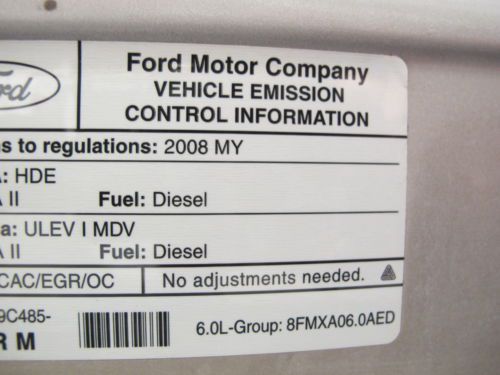 Ford Motor Company
VEHICLE EMISSION
CONTROL INFORMATION
to regulations: 2008 MY
HDE
II Fuel: Diesel
ULEV I MDV
II Fuel: Diesel
CAC/EGR/OC No adjustments needed.
9C485-
R M 6.0L-Group: 8FMXA06.0AED